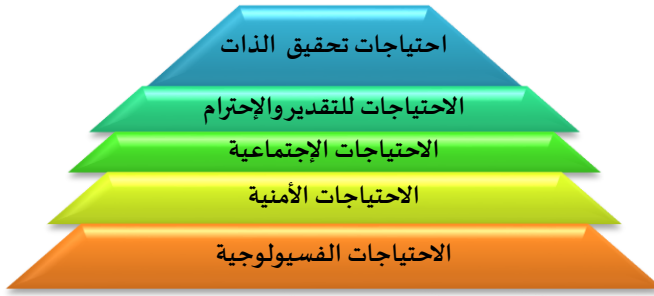 احتياجات تحقيق الذات
الاحتياجات للتقدير والإحترام
الاحتياجات الإجتماعية
الاحتياجات الأمنية
الاحتياجات الفسيولوجية